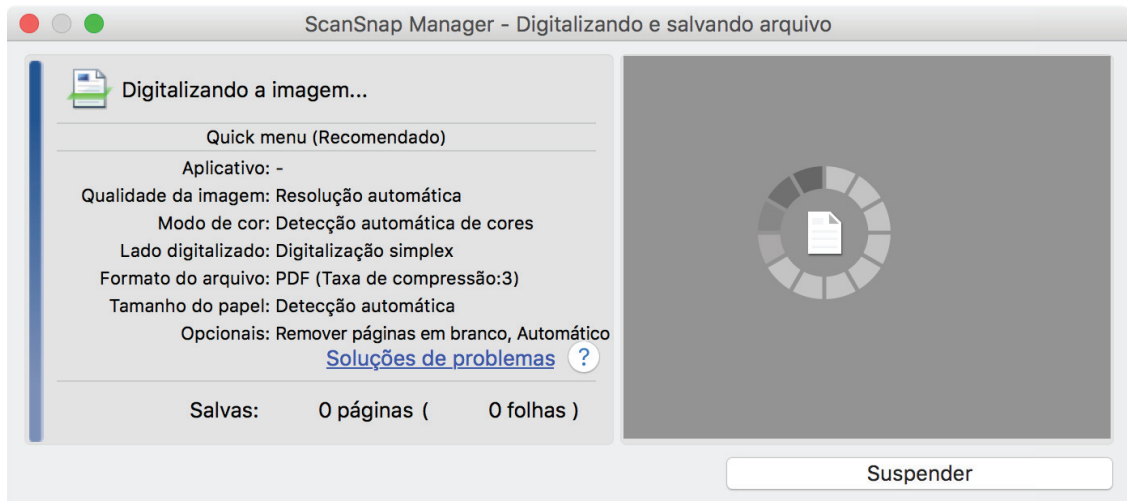 ScanSnap Manager - Digitalizando e salvando arquivo
Digitalizando a imagem...
Quick menu (Recomendado)
Aplicativo: -
Qualidade da imagem: Resolução automática
Modo de cor: Detecção automática de cores
Lado digitalizado: Digitalização simplex
Formato do arquivo: PDF (Taxa de compressão:3)
Tamanho do papel: Detecção automática
Opcionais: Remover páginas em branco, Automático
Soluções de problemas ?
Salvas: 0 páginas ( 0 folhas )
Suspender